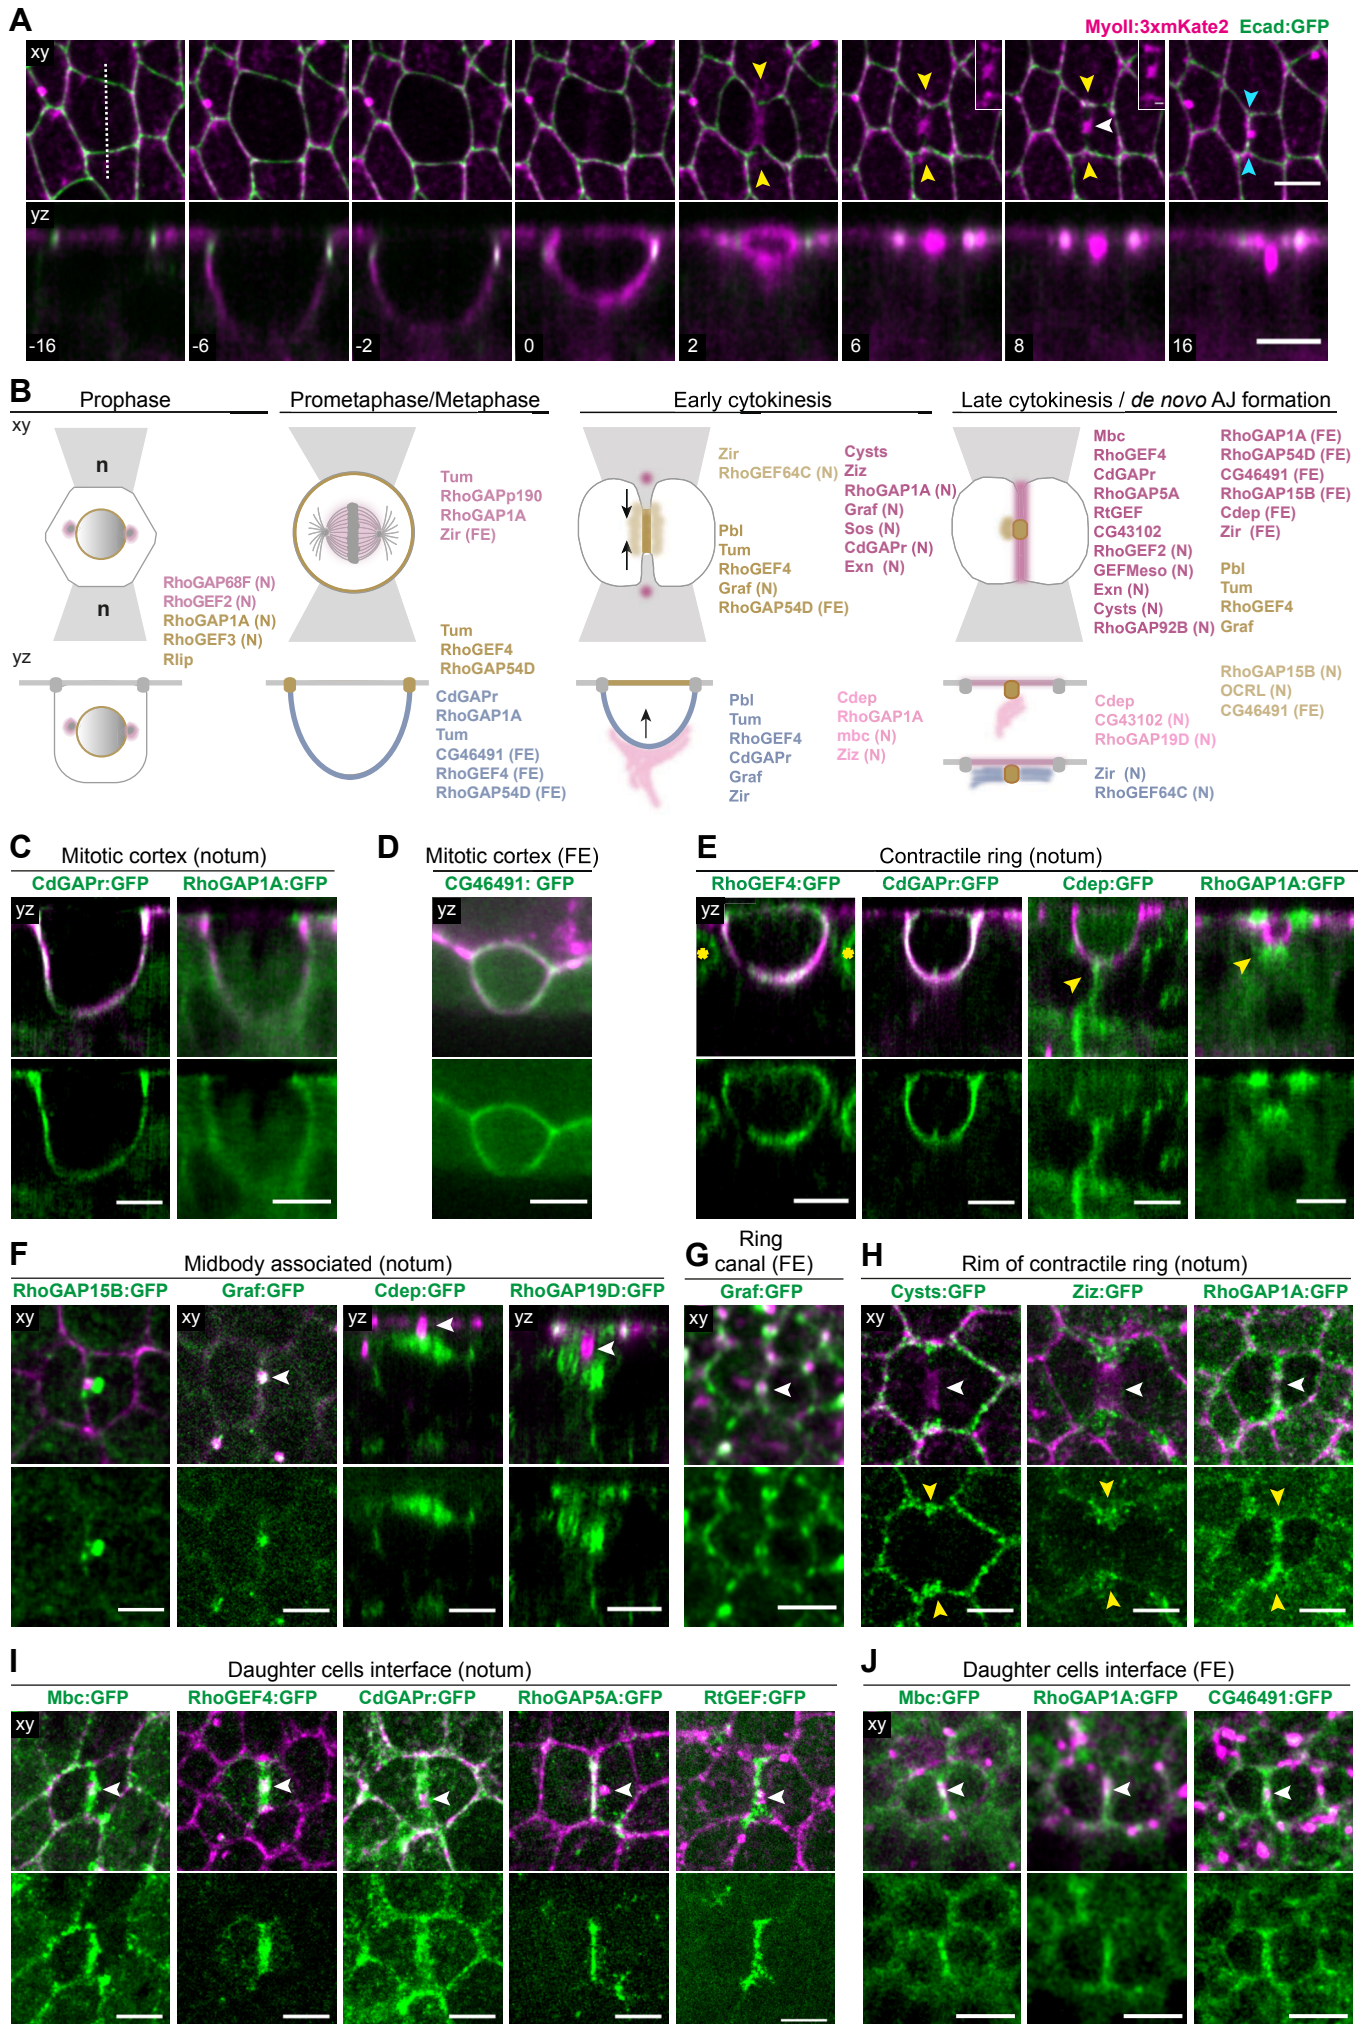 A
MyoII:3xmKate2 Ecad:GFP
xy
yz
-16
-6
-2
0
2
6
8
16
B
Prophase
Prometaphase/Metaphase
Early cytokinesis
Late cytokinesis / de novo AJ formation
xy
n
n
yz
RhoGAP68F (N)
RhoGEF2 (N)
RhoGAP1A (N)
RhoGEF3 (N)
Rlip
Tum
RhoGAPp190
RhoGAP1A
Zir (FE)
Tum
RhoGEF4
RhoGAP54D
CdGAPr
RhoGAP1A
Tum
CG46491 (FE)
RhoGEF4 (FE)
RhoGAP54D (FE)
Zir
RhoGEF64C (N)
Pbl
Tum
RhoGEF4
Graf (N)
RhoGAP54D (FE)
Cysts
Ziz
RhoGAP1A (N)
Graf (N)
Sos (N)
CdGAPr (N)
Exn (N)
Pbl
Tum
RhoGEF4
CdGAPr
Graf
Zir
Cdep
RhoGAP1A
mbc (N)
Ziz (N)
Mbc
RhoGEF4
CdGAPr
RhoGAP5A
RtGEF
CG43102
RhoGEF2 (N)
GEFMeso (N)
Exn (N)
Cysts (N)
RhoGAP92B (N)
RhoGAP1A (FE)
RhoGAP54D (FE)
CG46491 (FE)
RhoGAP15B (FE)
Cdep (FE)
Zir (FE)
Pbl
Tum
RhoGEF4
Graf
RhoGAP15B (N)
OCRL (N)
CG46491 (FE)
Cdep
CG43102 (N)
RhoGAP19D (N)
Zir (N)
RhoGEF64C (N)
C
Mitotic cortex (notum)
CdGAPr:GFP RhoGAP1A:GFP
yz
D
Mitotic cortex (FE)
CG46491: GFP
E
Contractile ring (notum)
RhoGEF4:GFP CdGAPr:GFP Cdep:GFP RhoGAP1A:GFP
yz
F
Midbody associated (notum)
RhoGAP15B:GFP Graf:GFP Cdep:GFP RhoGAP19D:GFP
xy
xy
yz
yz
G
Ring
canal (FE)
Graf:GFP
xy
H
Rim of contractile ring (notum)
Cysts:GFP Ziz:GFP RhoGAP1A:GFP
xy
I
Daughter cells interface (notum)
Mbc:GFP RhoGEF4:GFP CdGAPr:GFP RhoGAP5A:GFP RtGEF:GFP
xy
J
Daughter cells interface (FE)
Mbc:GFP RhoGAP1A:GFP CG46491:GFP
xy